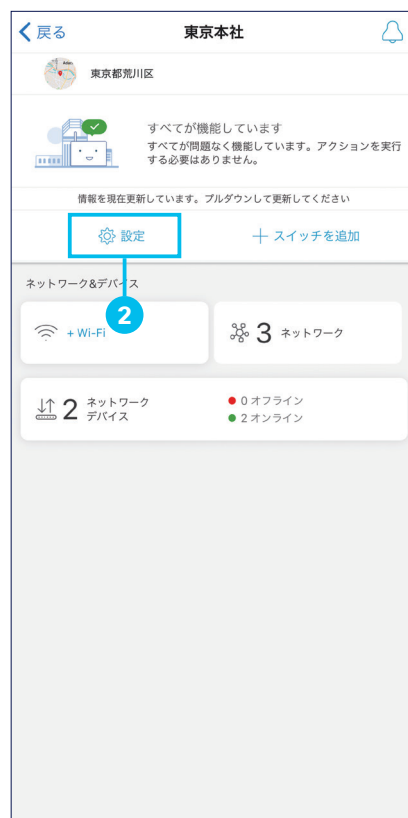 戻る
東京本社
東京都荒川区
すべてが機能しています
すべてが問題なく機能しています。アクションを実行
する必要はありません。
情報を現在更新しています。プルダウンして更新してください
設定
＋ スイッチを追加
ネットワーク&デバイス
2
+ Wi-Fi
3 ネットワーク
2 ネットワーク
デバイス
0 オフライン
2 オンライン